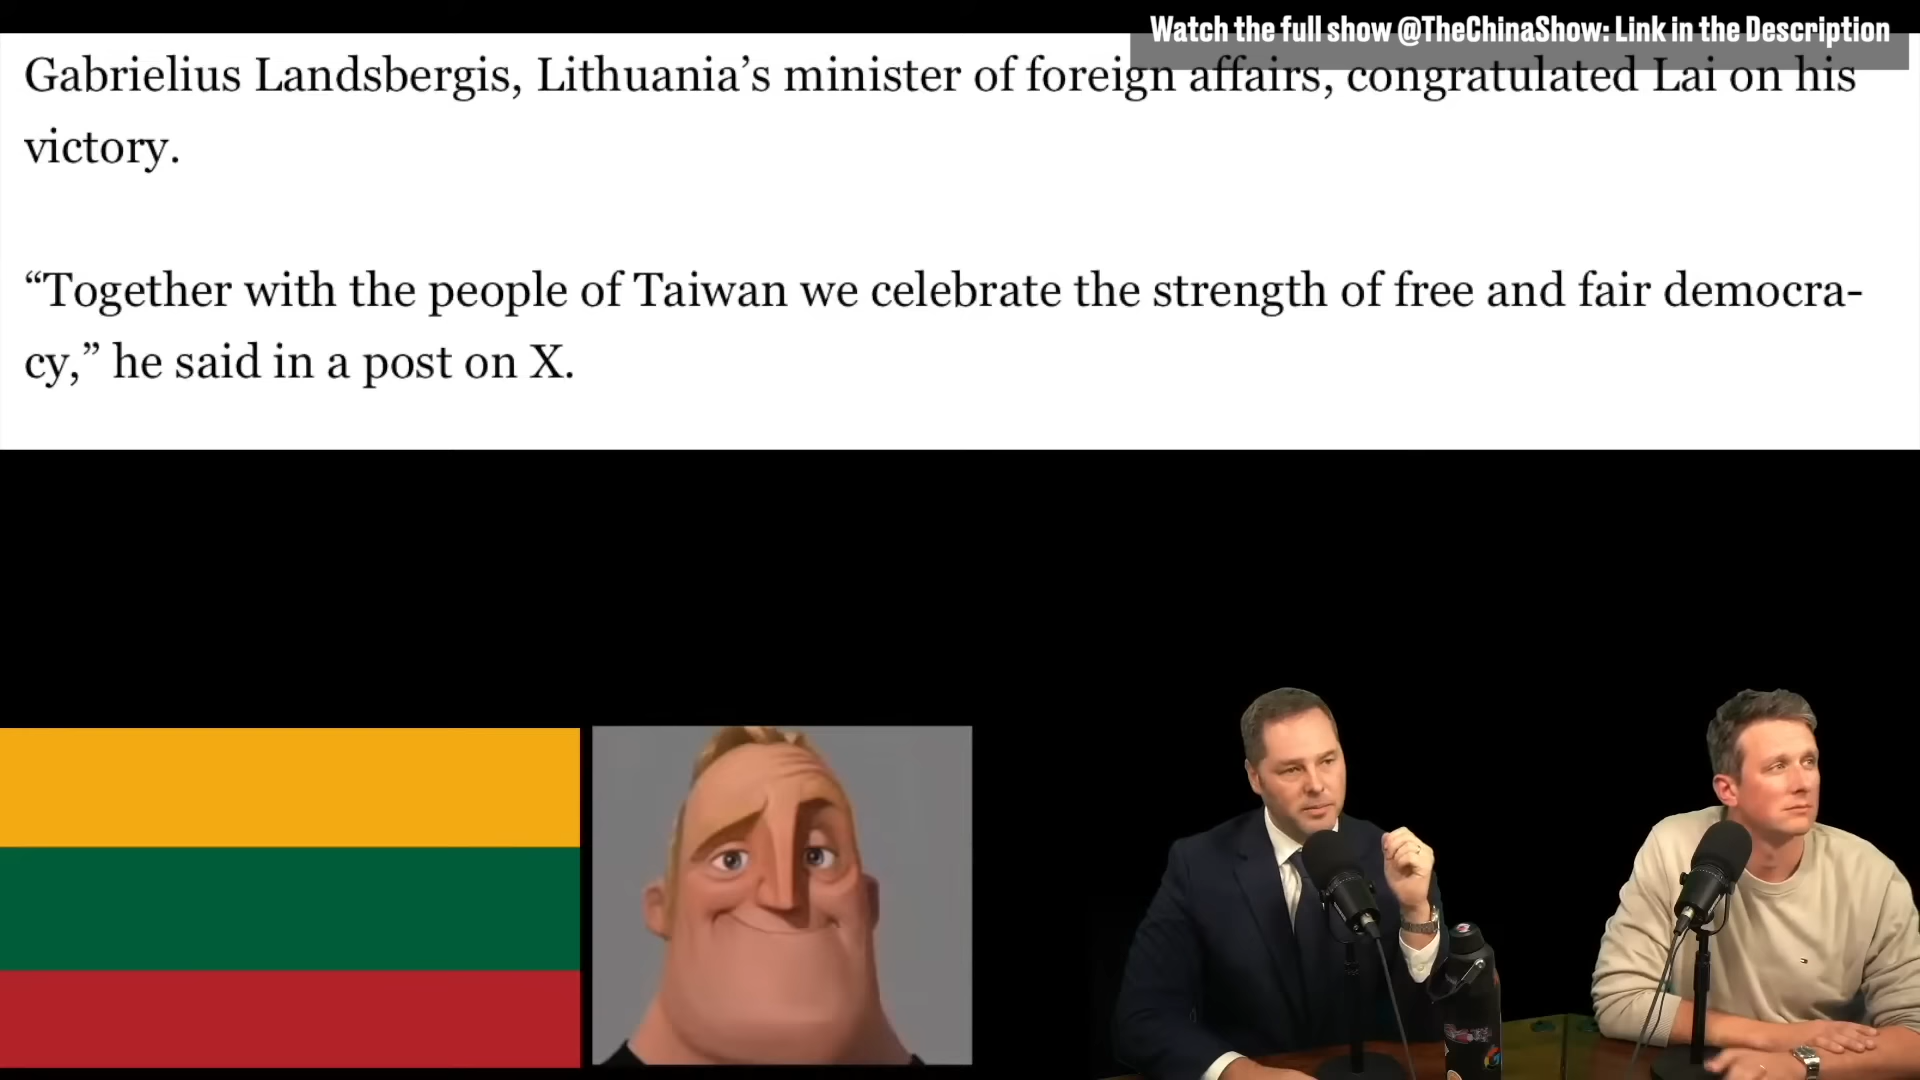 Watch the full show @TheChinaShow: Link in the Description
Gabrielius Landsbergis, Lithuania’s minister of foreign affairs, congratulated Lai on his
victory.
“Together with the people of Taiwan we celebrate the strength of free and fair democra-
cy,” he said in a post on X.